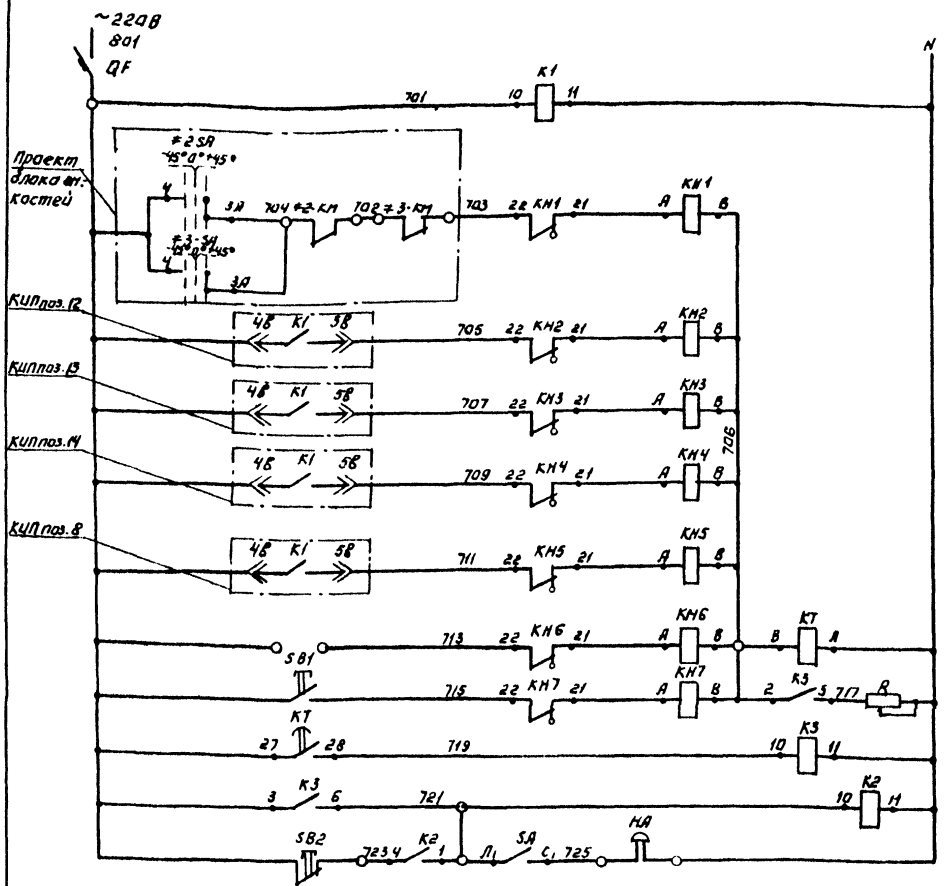 ~220В
801
QF
N
К1
701 10 11
Проект
блока ем-
костей
*2SA
-45° 0° +45°
4 3А 704 *2-КМ 702 *3-КМ 703 22 КН1 21 А КН1 В
*3-SA
-45° 0° +45°
4 3А
КИП поз.12
4В К1 5В 705 22 КН2 21 А КН2 В
КИП поз.13
4В К1 5В 707 22 КН3 21 А КН3 В
706
КИП поз.14
4В К1 5В 709 22 КН4 21 А КН4 В
КИП поз.8
4В К1 5В 711 22 КН5 21 А КН5 В
713 22 КН6 21 А КН6 В В КТ А
SB1
715 22 КН7 21 А КН7 В 2 К3 5 717 R
КТ
27 28 719 10 К3 11
К3
3 6 721 10 К2 11
SB2
723 4 К2 1 Л1 SA С1 725 НА